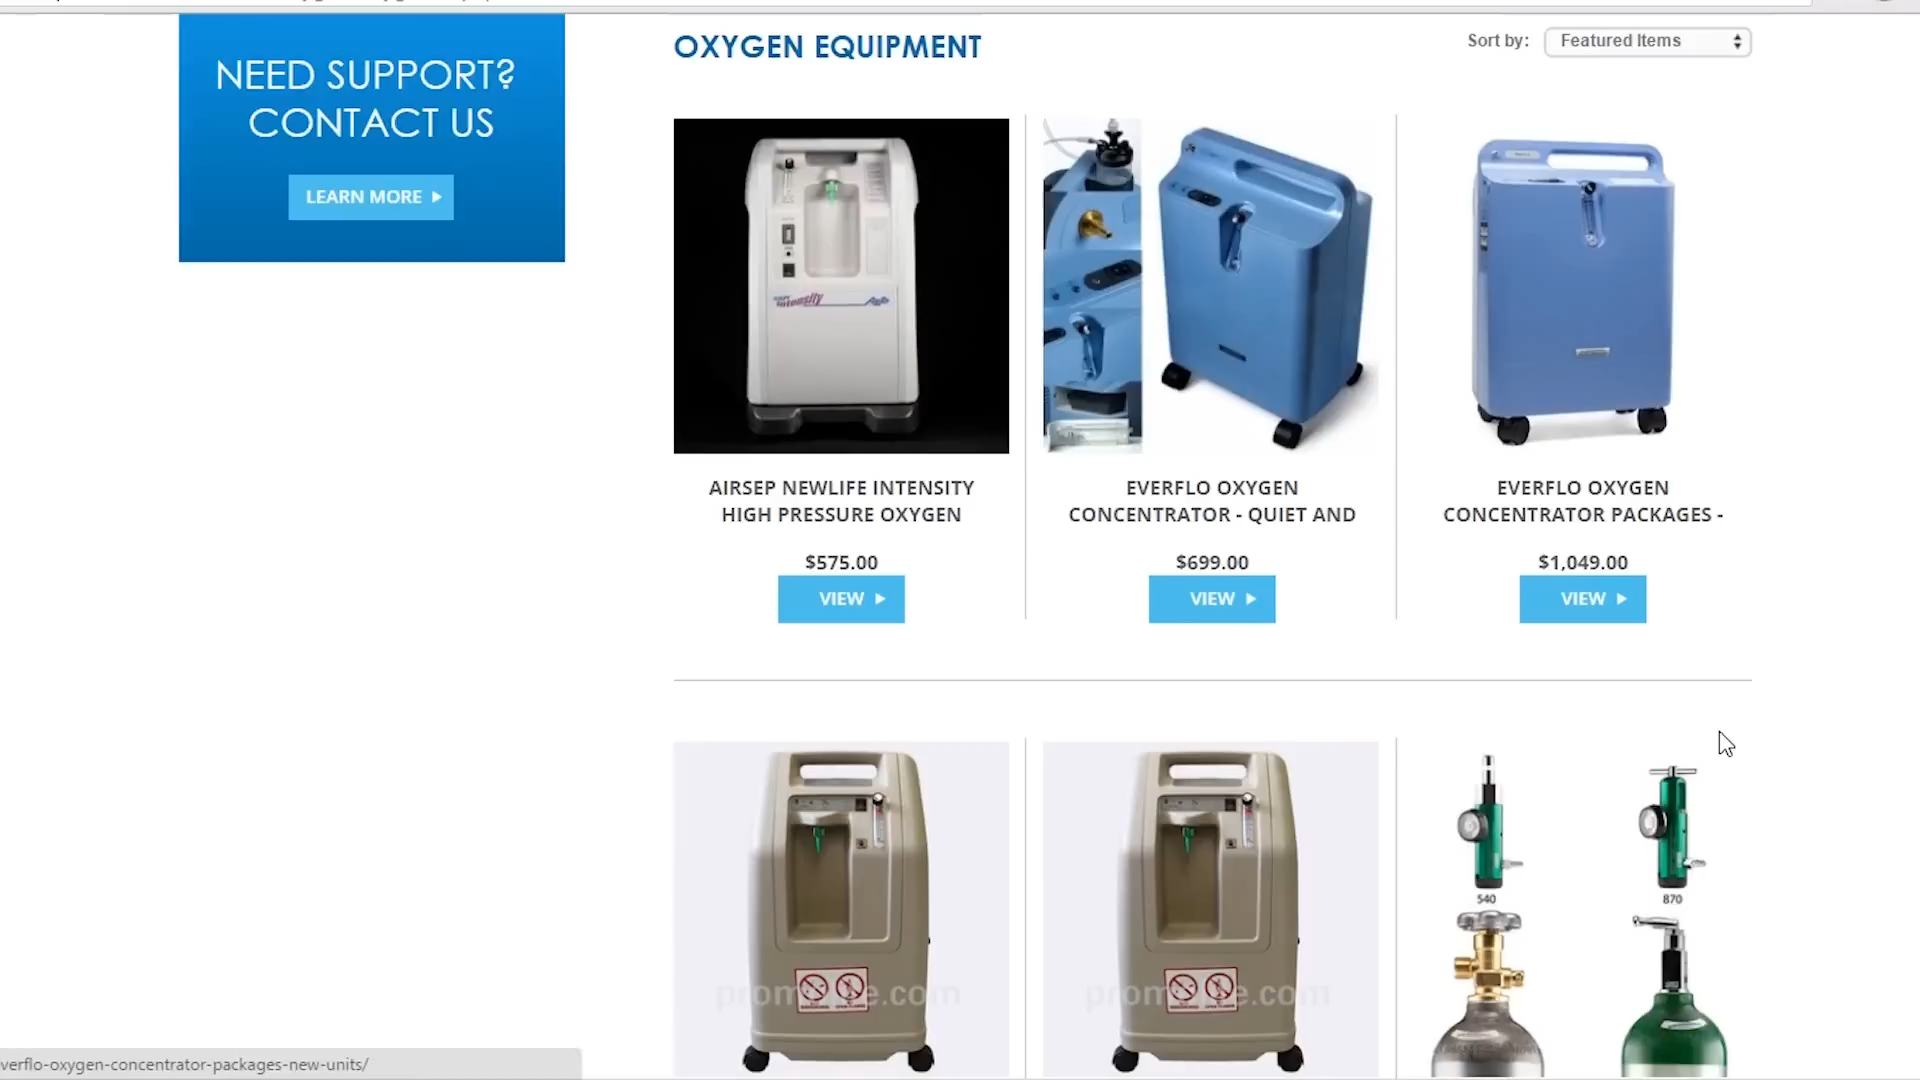 NEED SUPPORT?
CONTACT US
LEARN MORE
OXYGEN EQUIPMENT
Sort by:
Featured Items
Intensity
AIRSEP NEWLIFE INTENSITY
HIGH PRESSURE OXYGEN
$575.00
VIEW
EVERFLO OXYGEN
CONCENTRATOR - QUIET AND
$699.00
VIEW
EVERFLO OXYGEN
CONCENTRATOR PACKAGES -
$1,049.00
VIEW
540
870
verflo-oxygen-concentrator-packages-new-units/